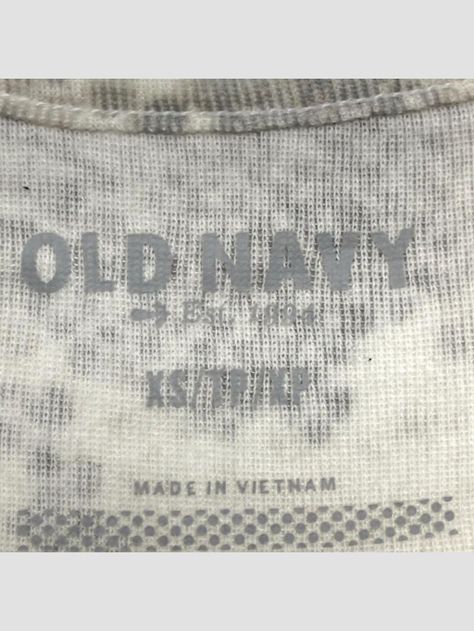 OLD NAVY
Est. 1994
XS/TP/XP
MADE IN VIETNAM